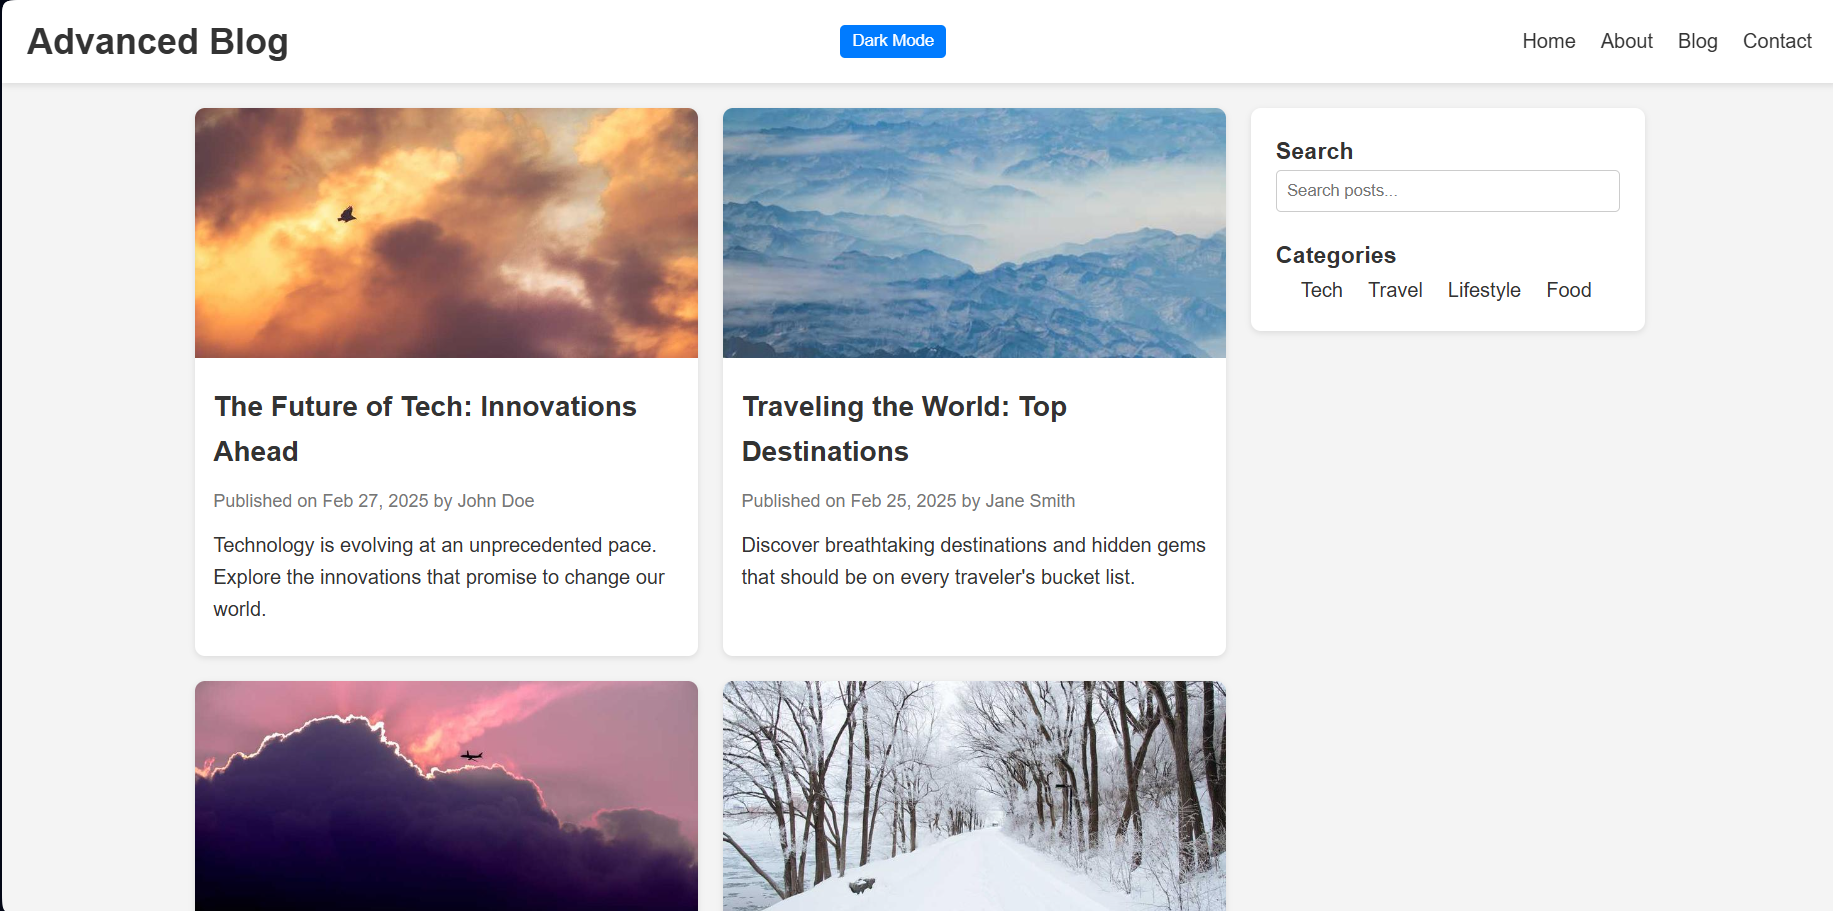 Advanced Blog
Dark Mode
Home
About
Blog
Contact
The Future of Tech: Innovations
Ahead
Published on Feb 27, 2025 by John Doe
Technology is evolving at an unprecedented pace.
Explore the innovations that promise to change our
world.
Traveling the World: Top
Destinations
Published on Feb 25, 2025 by Jane Smith
Discover breathtaking destinations and hidden gems
that should be on every traveler's bucket list.
Search
Search posts...
Categories
Tech
Travel
Lifestyle
Food